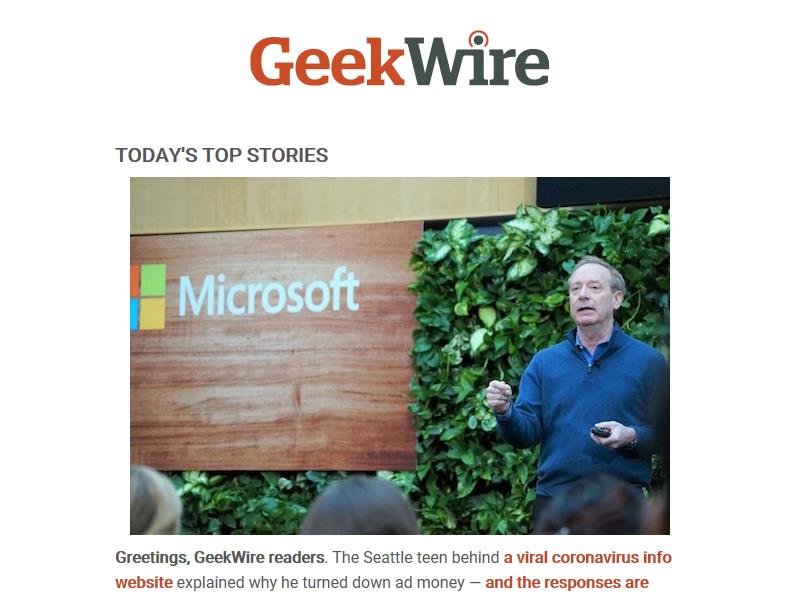 GeekWire
TODAY'S TOP STORIES
Microsoft
Greetings, GeekWire readers. The Seattle teen behind a viral coronavirus info
website explained why he turned down ad money — and the responses are